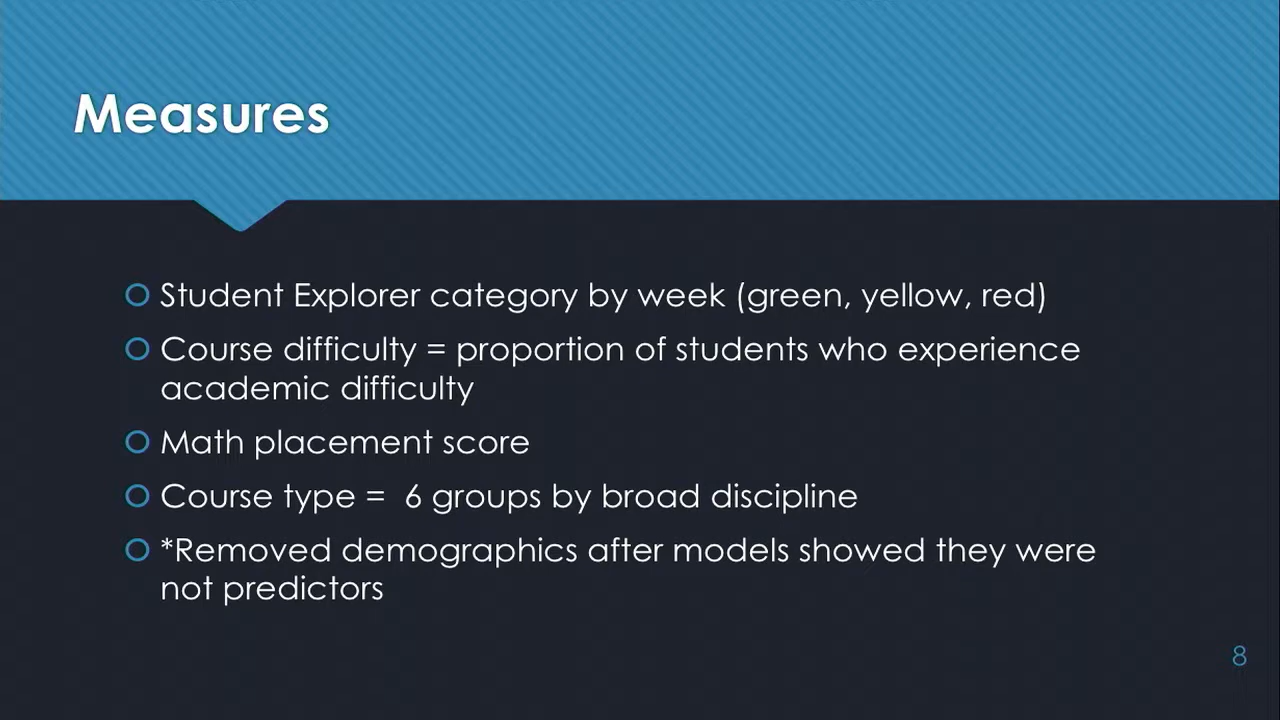 Measures
Student Explorer category by week (green, yellow, red)
Course difficulty = proportion of students who experience
academic difficulty
Math placement score
Course type =  6 groups by broad discipline
*Removed demographics after models showed they were
not predictors
8